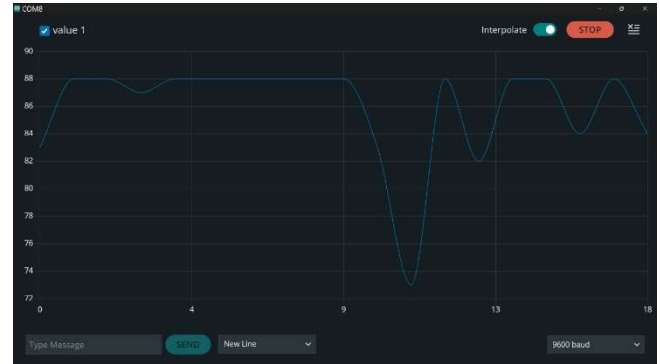 COM8
value 1
Interpolate
STOP
90
88
86
84
82
80
78
76
74
72
0 4 9 13 18
Type Message
SEND
New Line
9600 baud